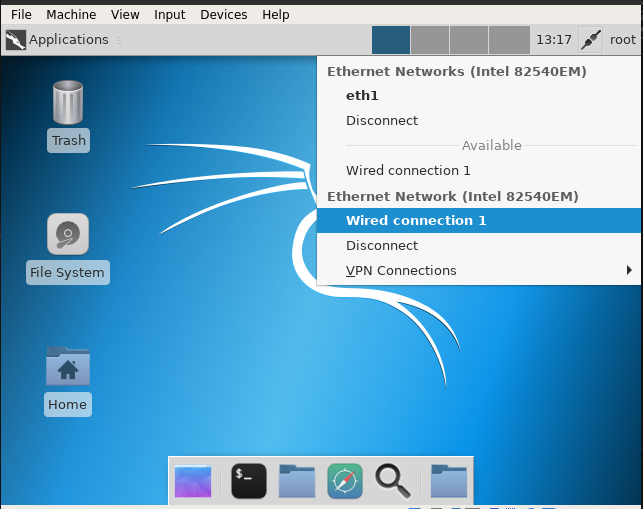 File Machine View Input Devices Help
Applications 13:17 root
Ethernet Networks (Intel 82540EM)
eth1
Disconnect
Available
Wired connection 1
Ethernet Network (Intel 82540EM)
Wired connection 1
Disconnect
VPN Connections
Trash
File System
Home
$_